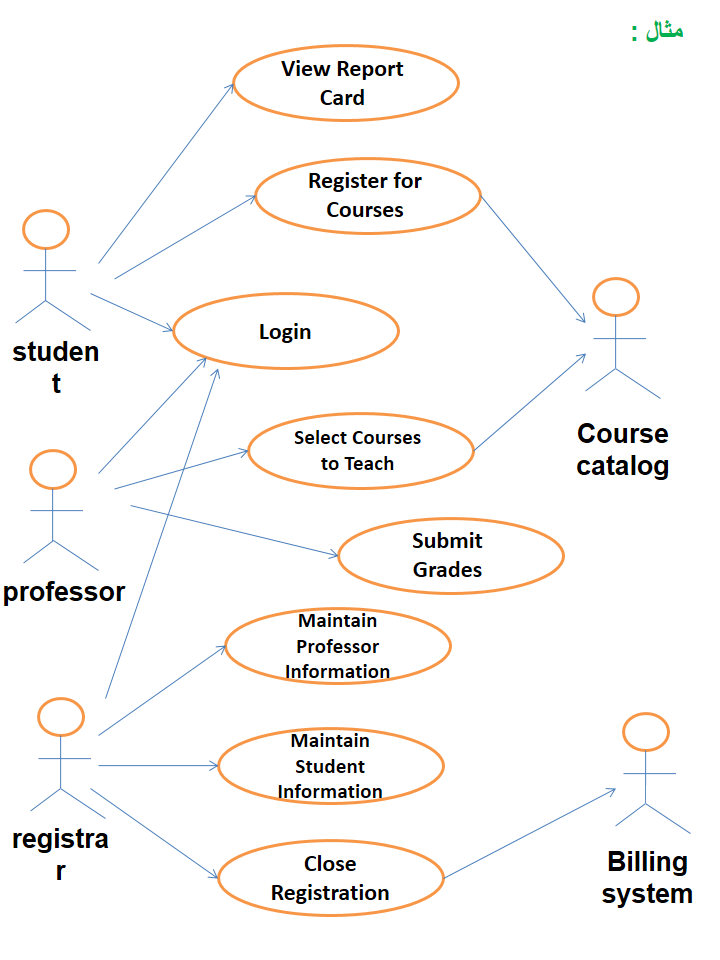 مثال :
View Report
Card
Register for
Courses
studen
t
Login
Course
catalog
Select Courses
to Teach
professor
Submit
Grades
Maintain
Professor
Information
Maintain
Student
Information
registra
r
Close
Registration
Billing
system